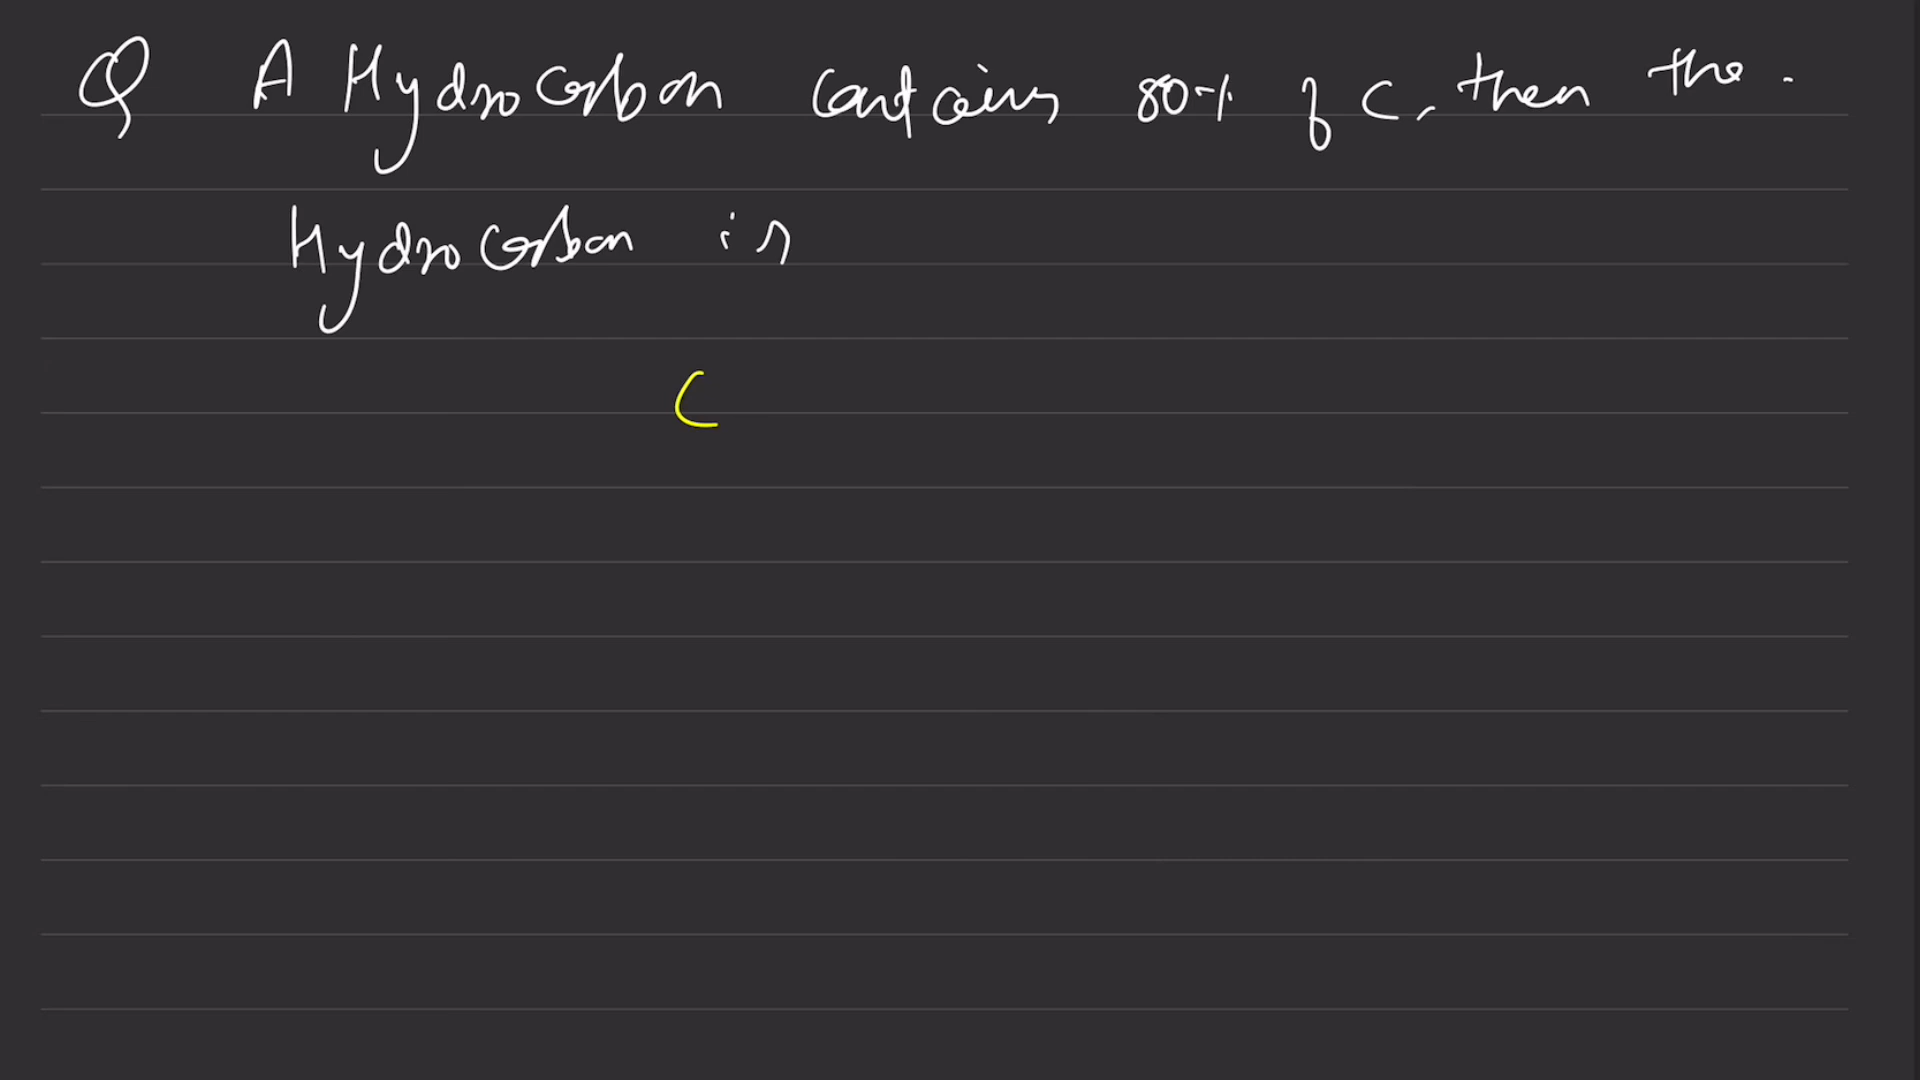 Q A Hydrocarbon contains 80% of C, then the .
Hydrocarbon is
C